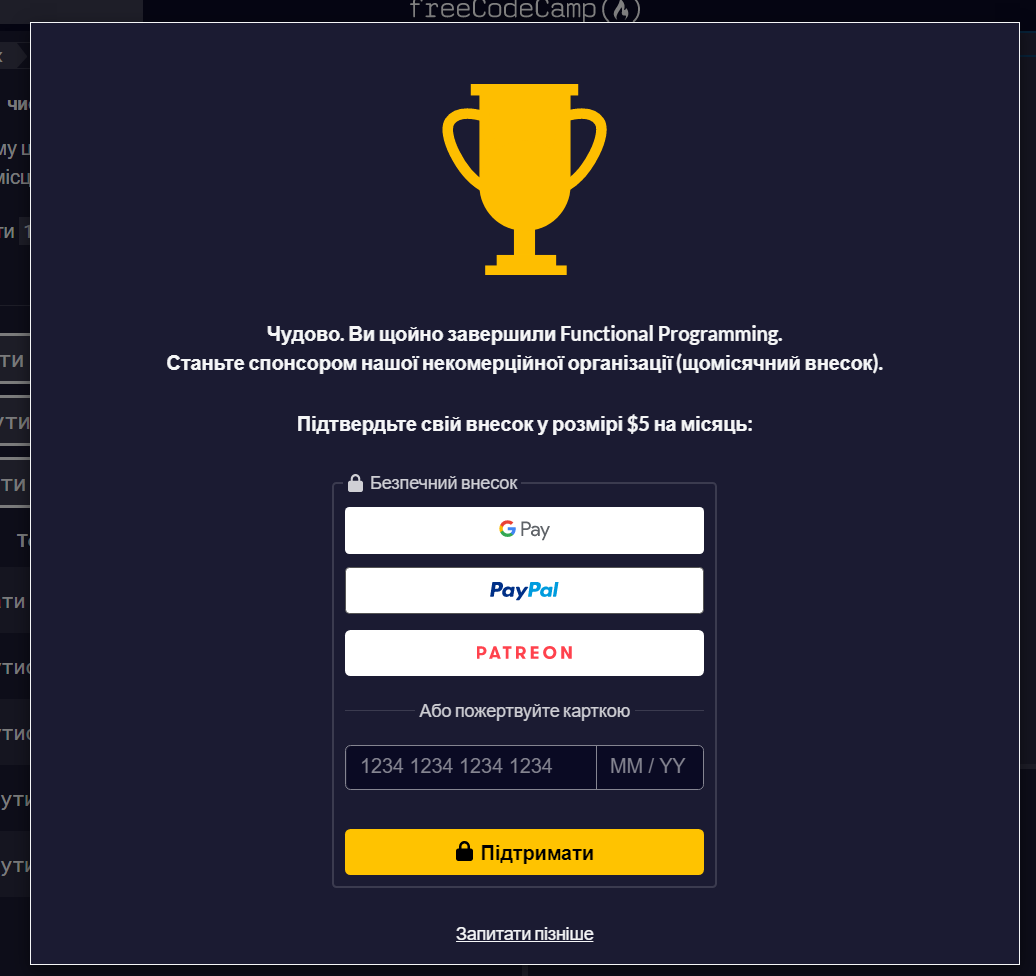 freeCodeCamp
Чудово. Ви щойно завершили Functional Programming.
Станьте спонсором нашої некомерційної організації (щомісячний внесок).
Підтвердьте свій внесок у розмірі $5 на місяць:
Безпечний внесок
G Pay
PayPal
PATREON
Або пожертвуйте карткою
1234 1234 1234 1234 MM / YY
Підтримати
Запитати пізніше